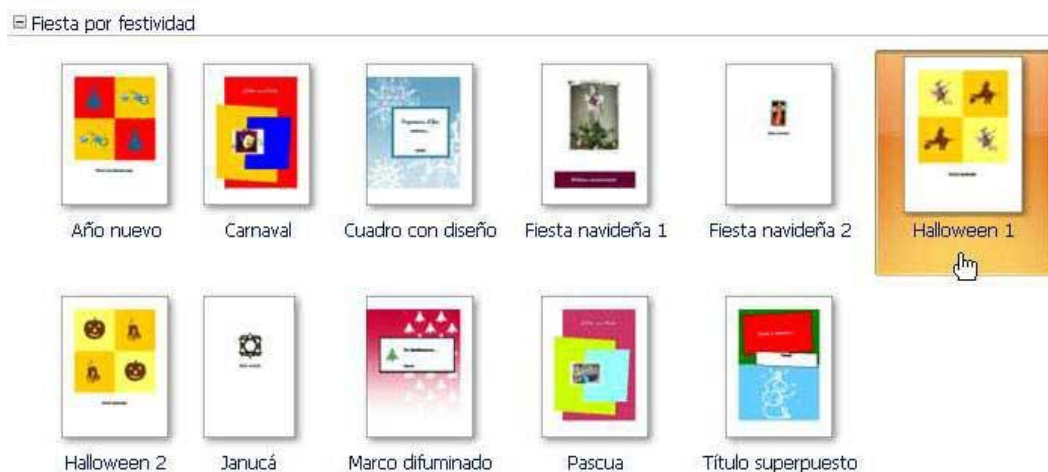 Fiesta por festividad
Año nuevo
Carnaval
Cuadro con diseño
Fiesta navideña 1
Fiesta navideña 2
Halloween 1
Halloween 2
Janucá
Marco difuminado
Pascua
Título superpuesto